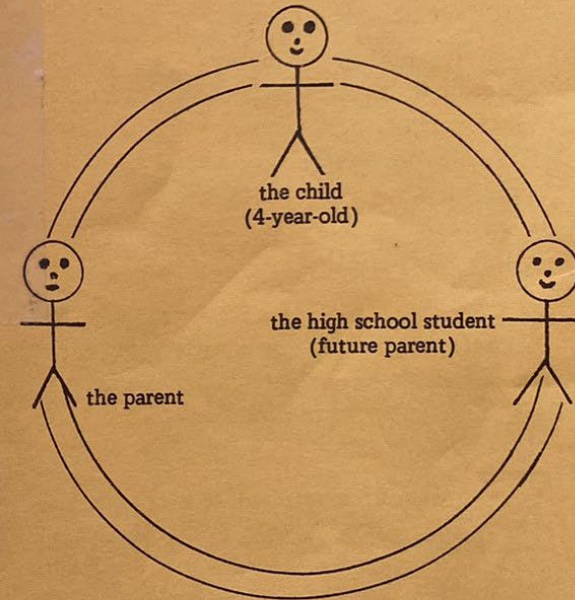 the child
(4-year-old)
the high school student
(future parent)
the parent